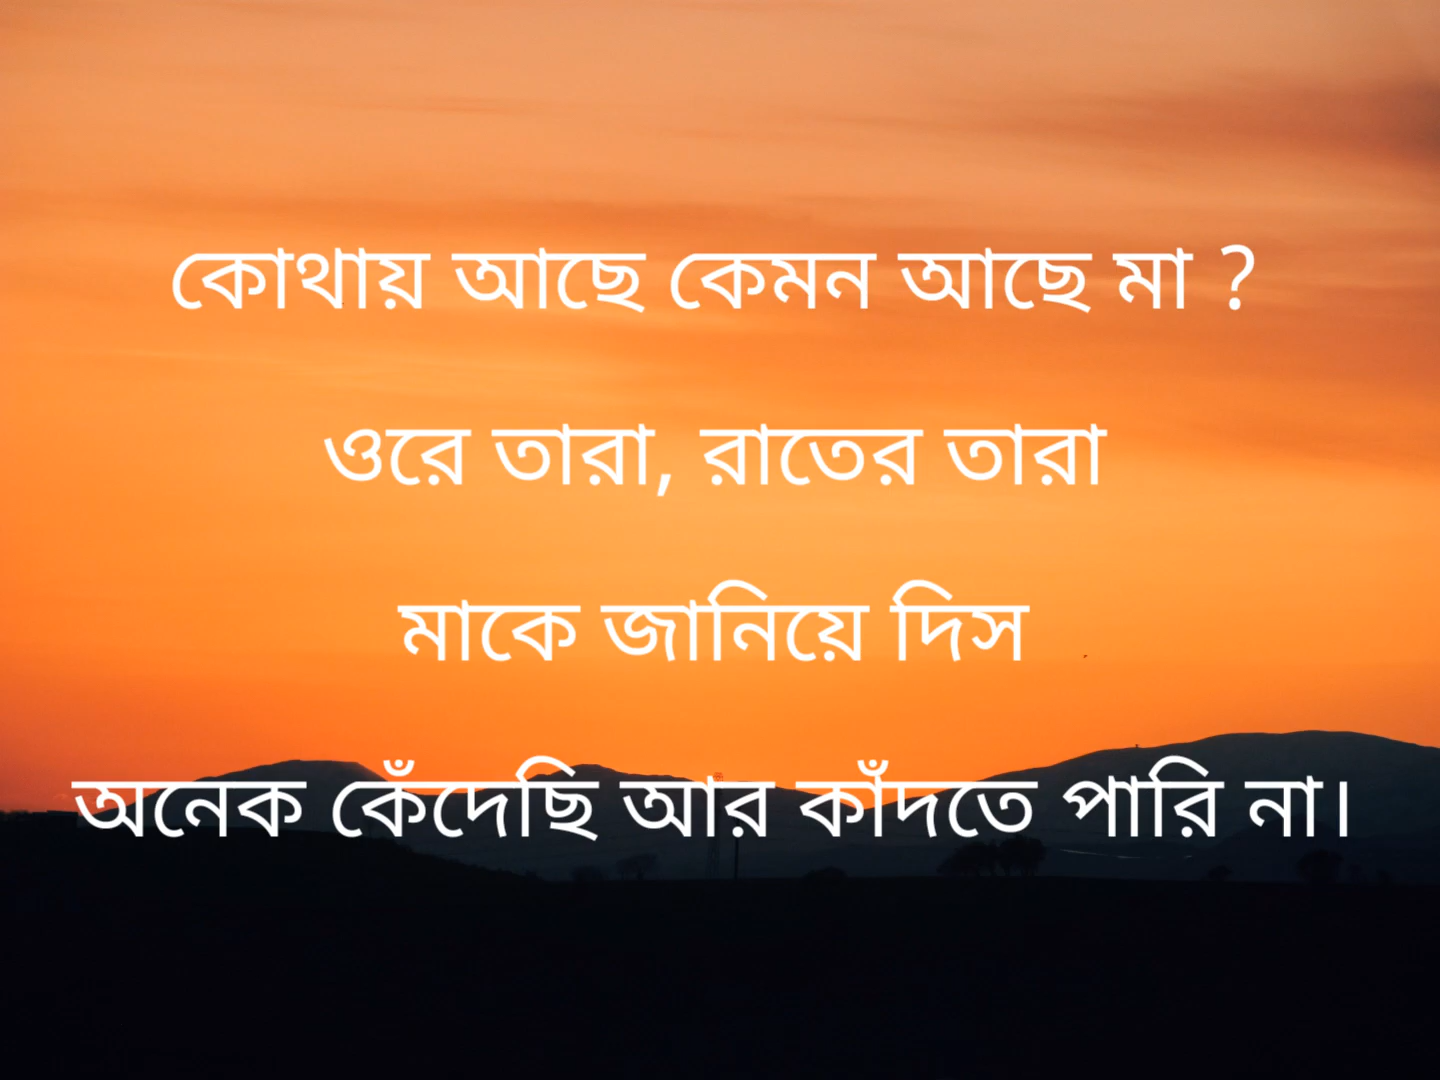 কোথায় আছে কেমন আছে মা ?
ওরে তারা, রাতের তারা
মাকে জানিয়ে দিস
অনেক কেঁদেছি আর কাঁদতে পারি না।